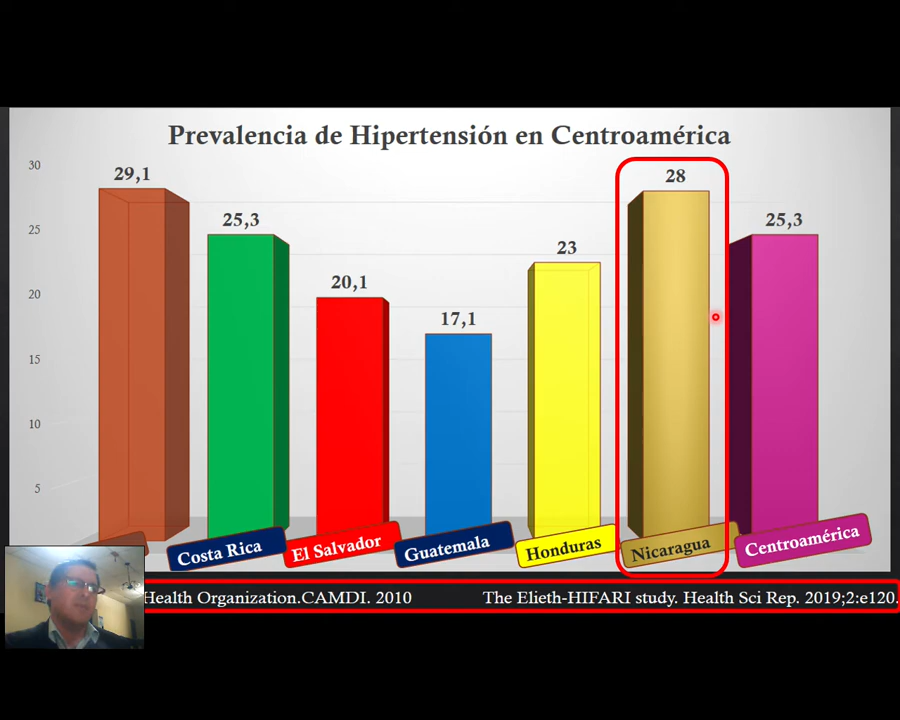 Prevalencia de Hipertensión en Centroamérica
30
25
20
15
10
5
29,1
25,3
20,1
17,1
23
28
25,3
Costa Rica
El Salvador
Guatemala
Honduras
Nicaragua
Centroamérica
Health Organization.CAMDI. 2010
The Elieth-HIFARI study. Health Sci Rep. 2019;2:e120.